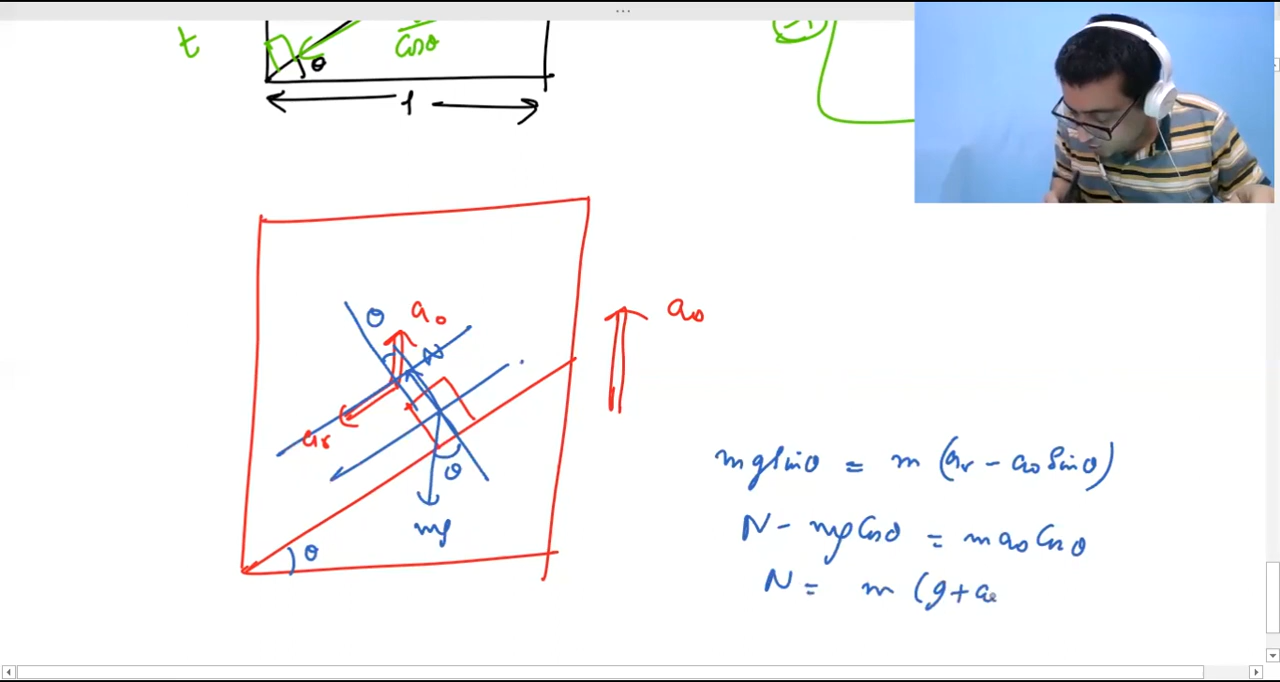 t
cosθ
θ
1
θ
a₀
a₀
N
aᵣ
θ
mg
θ
mg sinθ = m (aᵣ - a₀ sinθ)
N - mg cosθ = m a₀ cosθ
N = m (g + a₀